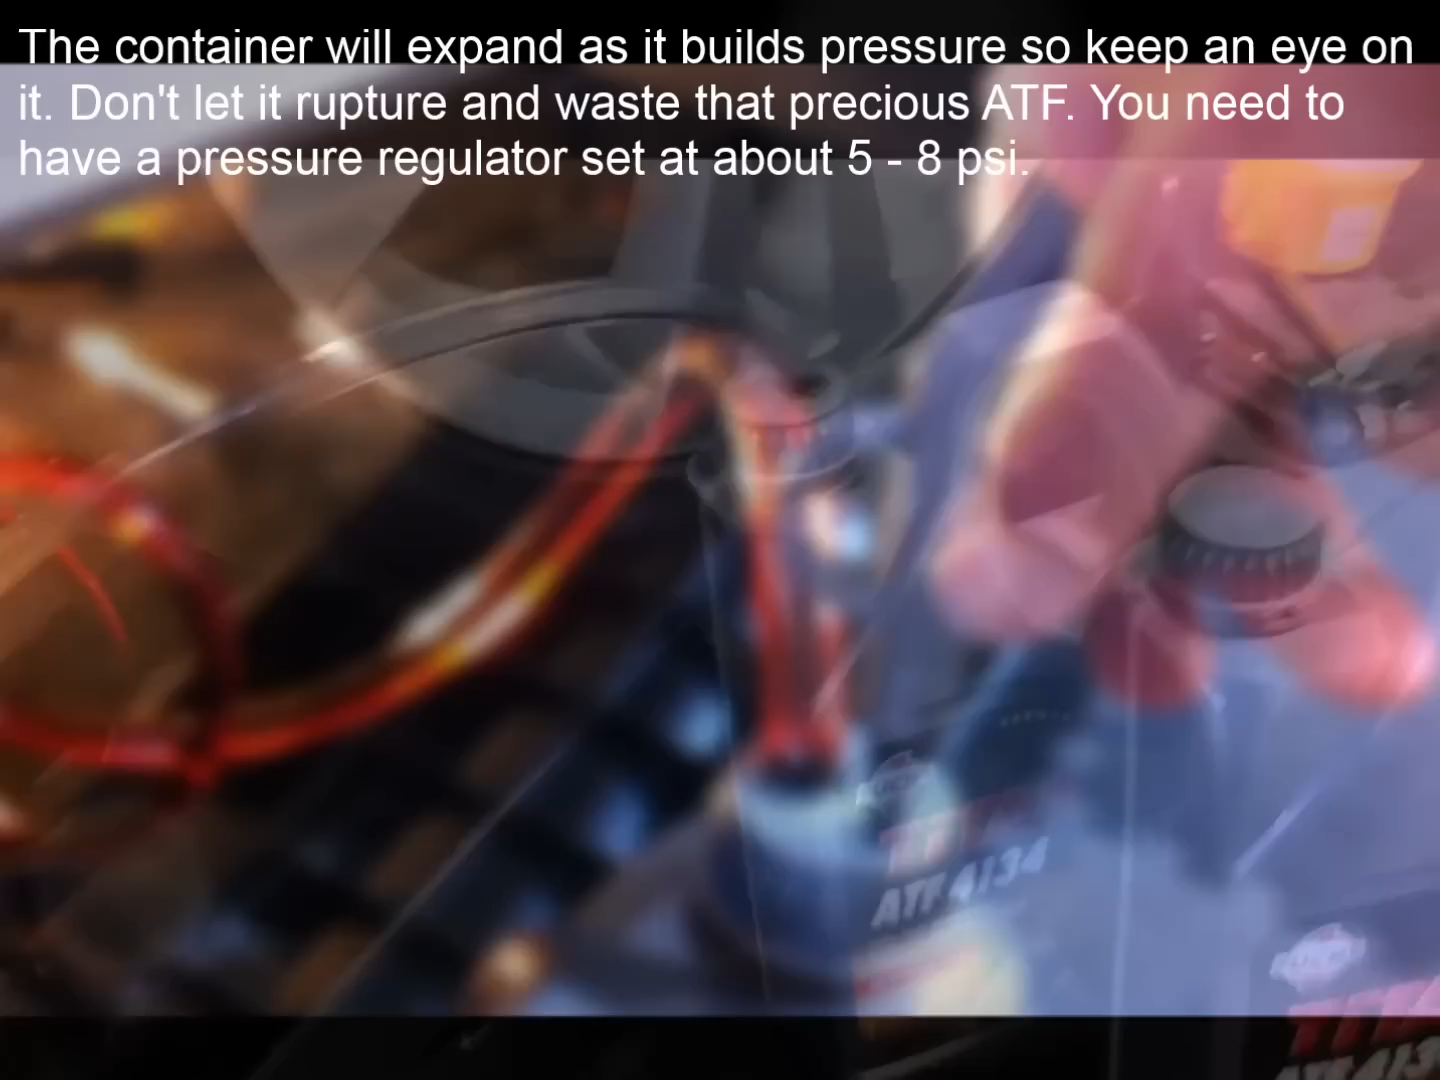 The container will expand as it builds pressure so keep an eye on
it. Don't let it rupture and waste that precious ATF. You need to
have a pressure regulator set at about 5 - 8 psi.
ATF 4134